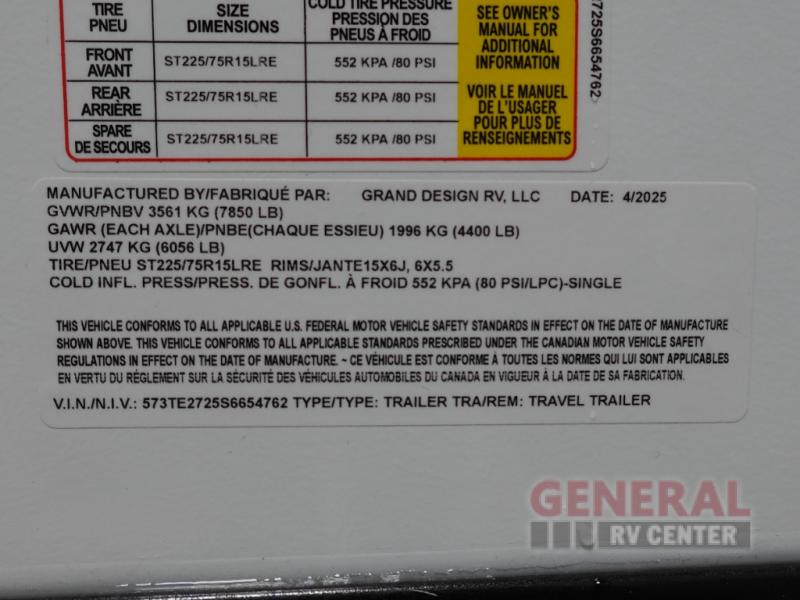 TIRE SIZE COLD TIRE PRESSURE
PNEU DIMENSIONS PRESSION DES
PNEUS À FROID
FRONT AVANT ST225/75R15LRE 552 KPA /80 PSI
REAR ARRIÈRE ST225/75R15LRE 552 KPA /80 PSI
SPARE DE SECOURS ST225/75R15LRE 552 KPA /80 PSI
SEE OWNER'S
MANUAL FOR
ADDITIONAL
INFORMATION
VOIR LE MANUEL
DE L'USAGER
POUR PLUS DE
RENSEIGNEMENTS
725S6654762
MANUFACTURED BY/FABRIQUÉ PAR: GRAND DESIGN RV, LLC DATE: 4/2025
GVWR/PNBV 3561 KG (7850 LB)
GAWR (EACH AXLE)/PNBE(CHAQUE ESSIEU) 1996 KG (4400 LB)
UVW 2747 KG (6056 LB)
TIRE/PNEU ST225/75R15LRE RIMS/JANTE15X6J, 6X5.5
COLD INFL. PRESS/PRESS. DE GONFL. À FROID 552 KPA (80 PSI/LPC)-SINGLE
THIS VEHICLE CONFORMS TO ALL APPLICABLE U.S. FEDERAL MOTOR VEHICLE SAFETY STANDARDS IN EFFECT ON THE DATE OF MANUFACTURE
SHOWN ABOVE. THIS VEHICLE CONFORMS TO ALL APPLICABLE STANDARDS PRESCRIBED UNDER THE CANADIAN MOTOR VEHICLE SAFETY
REGULATIONS IN EFFECT ON THE DATE OF MANUFACTURE. ~ CE VÉHICULE EST CONFORME À TOUTES LES NORMES QUI LUI SONT APPLICABLES
EN VERTU DU RÉGLEMENT SUR LA SÉCURITÉ DES VÉHICULES AUTOMOBILES DU CANADA EN VIGUEUR À LA DATE DE SA FABRICATION.
V.I.N./N.I.V.: 573TE2725S6654762 TYPE/TYPE: TRAILER TRA/REM: TRAVEL TRAILER
GENERAL
RV CENTER